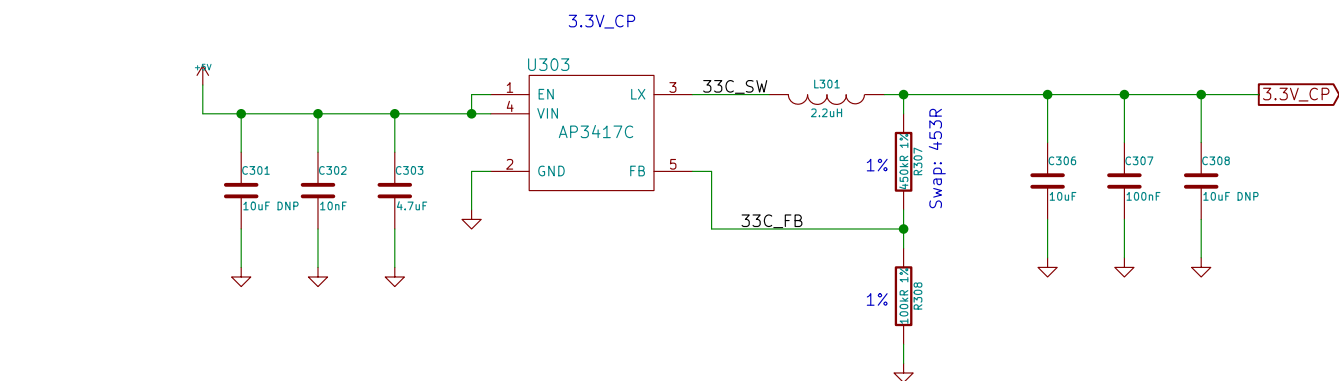 3.3V_CP
+5V
U303
1 EN
4 VIN
2 GND
LX 3
FB 5
AP3417C
33C_SW
L301
2.2uH
3.3V_CP
C301
10uF DNP
C302
10nF
C303
4.7uF
1%
450kR 1%
R307
Swap: 453R
33C_FB
1%
100kR 1%
R308
C306
10uF
C307
100nF
C308
10uF DNP